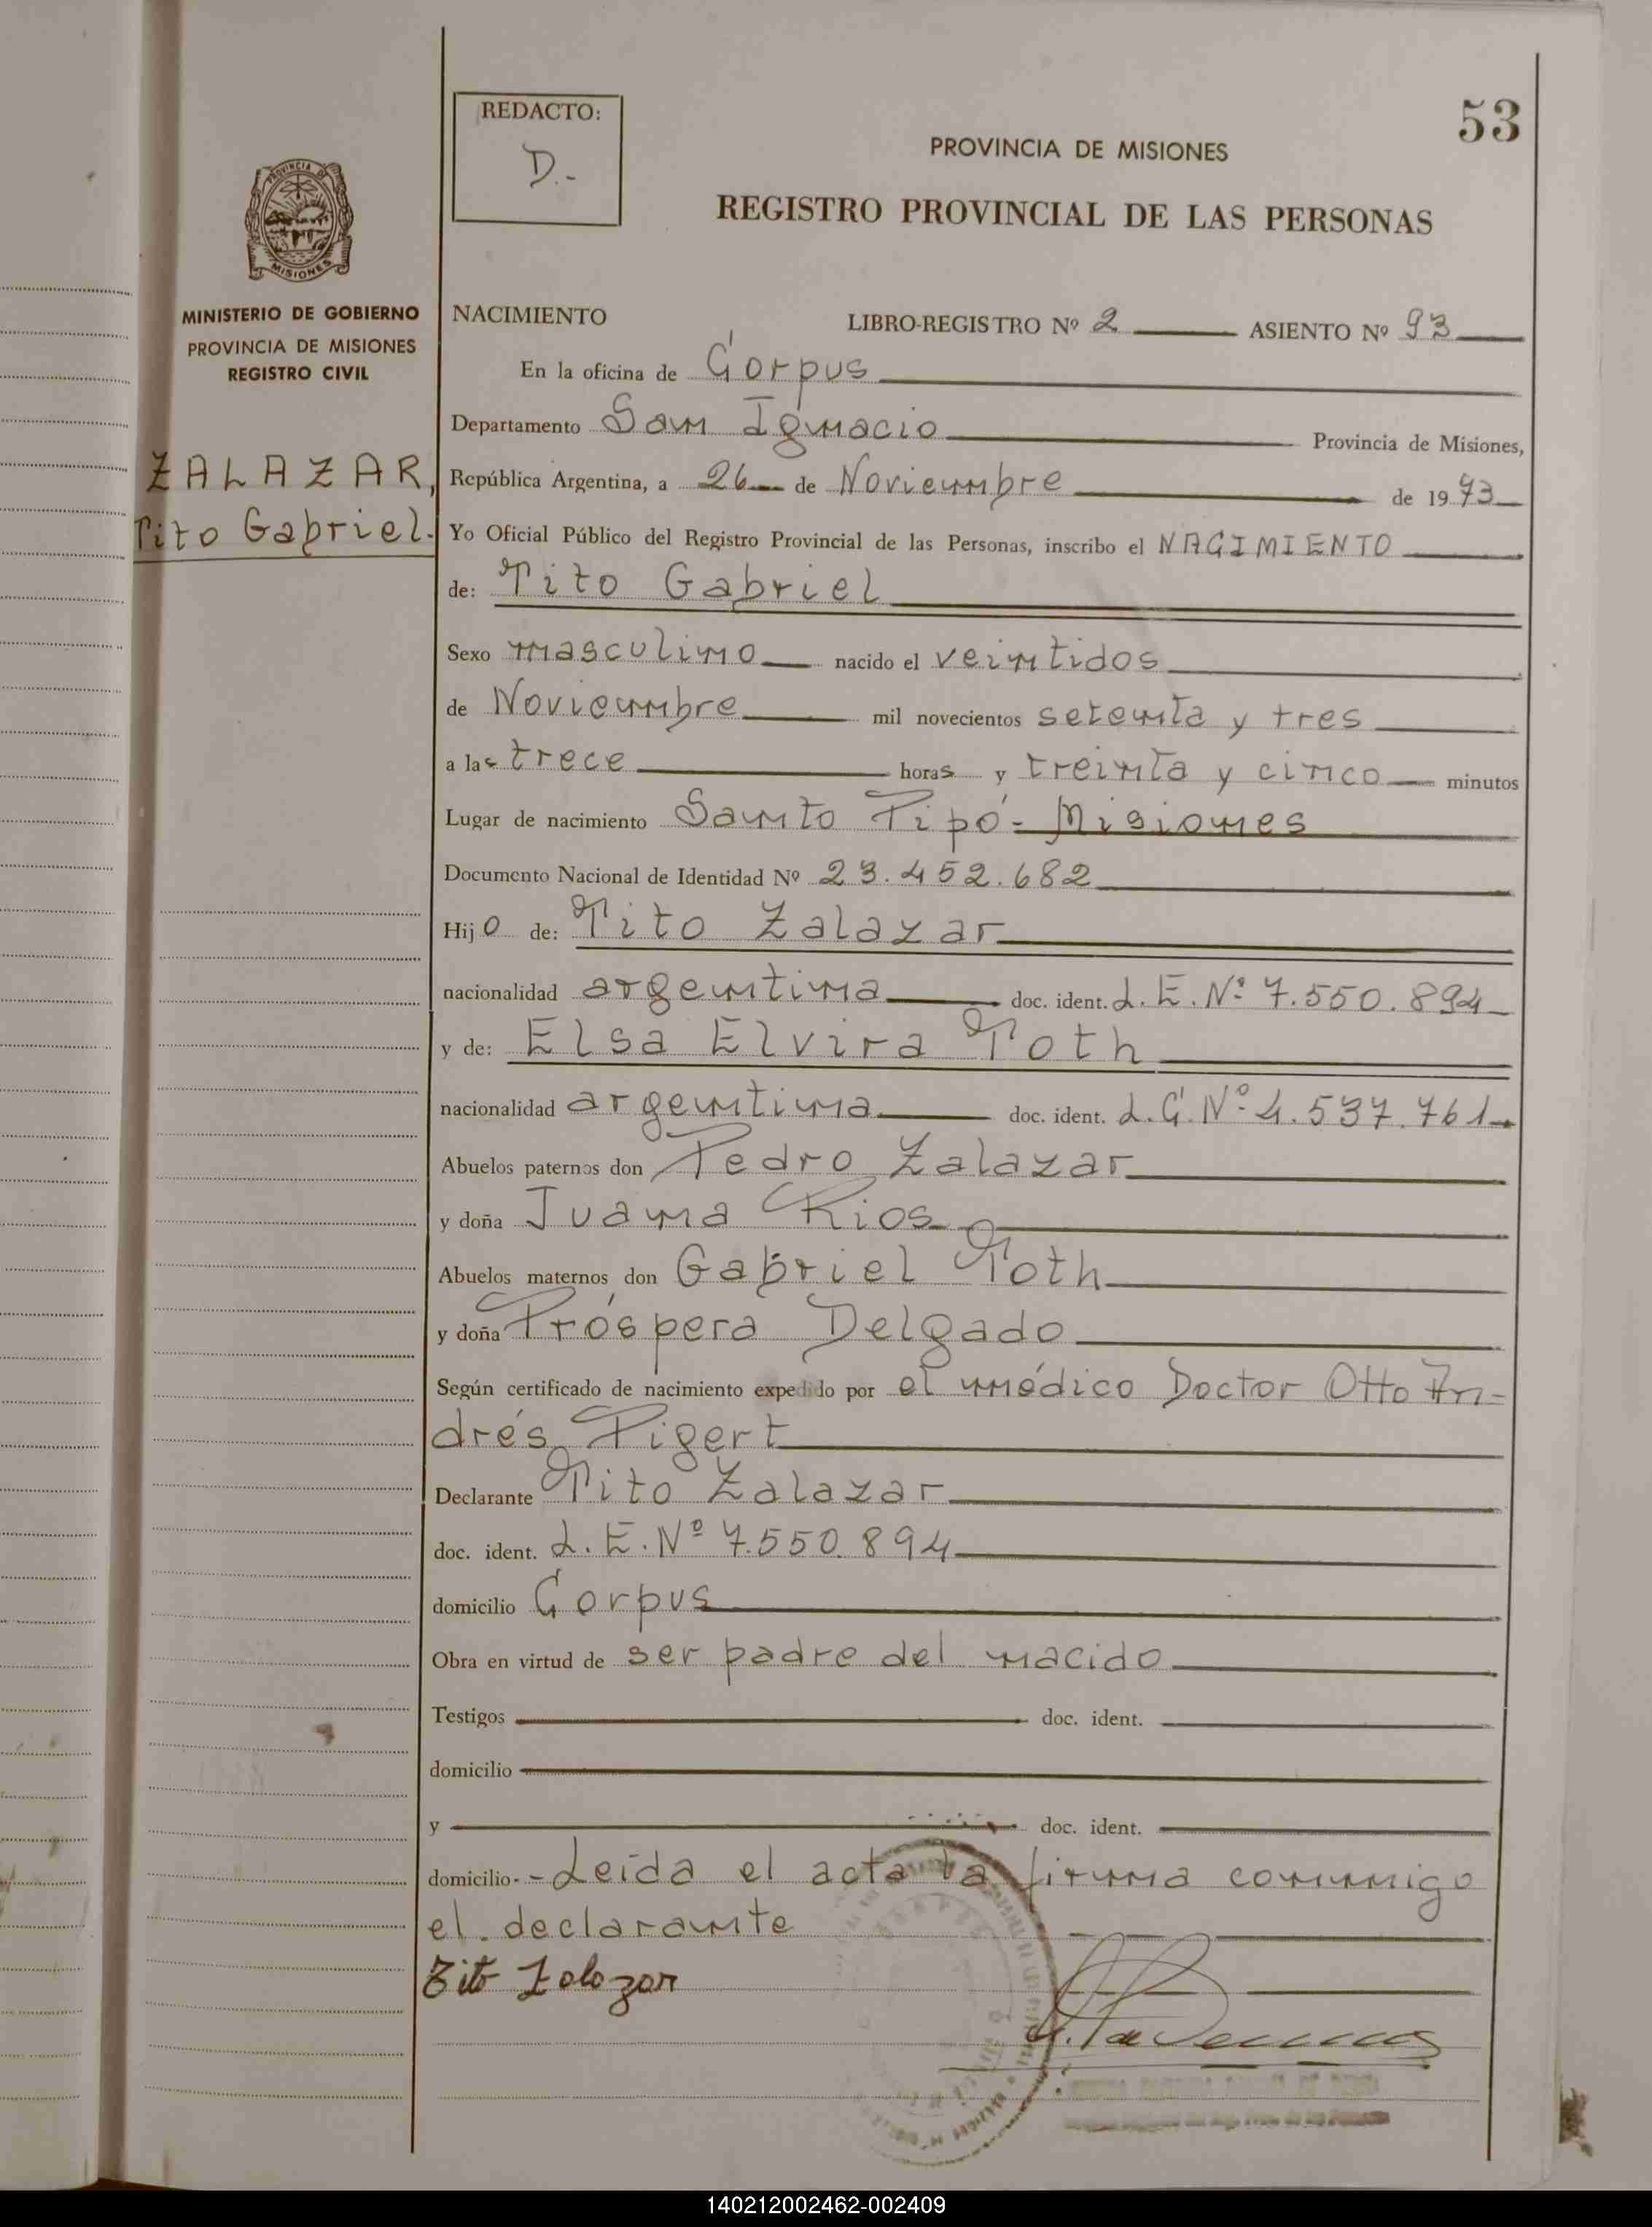 REDACTO:
D.-
53
PROVINCIA DE MISIONES
REGISTRO PROVINCIAL DE LAS PERSONAS
PROVINCIA DE
MISIONES
MINISTERIO DE GOBIERNO
PROVINCIA DE MISIONES
REGISTRO CIVIL
ZALAZAR,
Tito Gabriel.
NACIMIENTO LIBRO-REGISTRO Nº 2 ASIENTO Nº 93
En la oficina de Corpus
Departamento San Ignacio Provincia de Misiones,
República Argentina, a 26 de Noviembre de 1973
Yo Oficial Público del Registro Provincial de las Personas, inscribo el NACIMIENTO
de: Tito Gabriel
Sexo masculino nacido el veintidos
de Noviembre mil novecientos setenta y tres
a las trece horas y treinta y cinco minutos
Lugar de nacimiento Santo Pipó - Misiones
Documento Nacional de Identidad Nº 23.452.682
Hijo de: Tito Zalazar
nacionalidad argentina doc. ident. L.E.Nº 7.550.894
y de: Elsa Elvira Toth
nacionalidad argentina doc. ident. L.C.Nº 4.537.761
Abuelos paternos don Pedro Zalazar
y doña Juana Rios
Abuelos maternos don Gabriel Toth
y doña Próspera Delgado
Según certificado de nacimiento expedido por el médico Doctor Otto An-
drés Pigert
Declarante Tito Zalazar
doc. ident. L.E.Nº 7.550.894
domicilio Corpus
Obra en virtud de ser padre del nacido
Testigos doc. ident.
domicilio
y doc. ident.
domicilio.- Leída el acta la firma conmigo
el declarante
Tito Zalazar
140212002462-002409